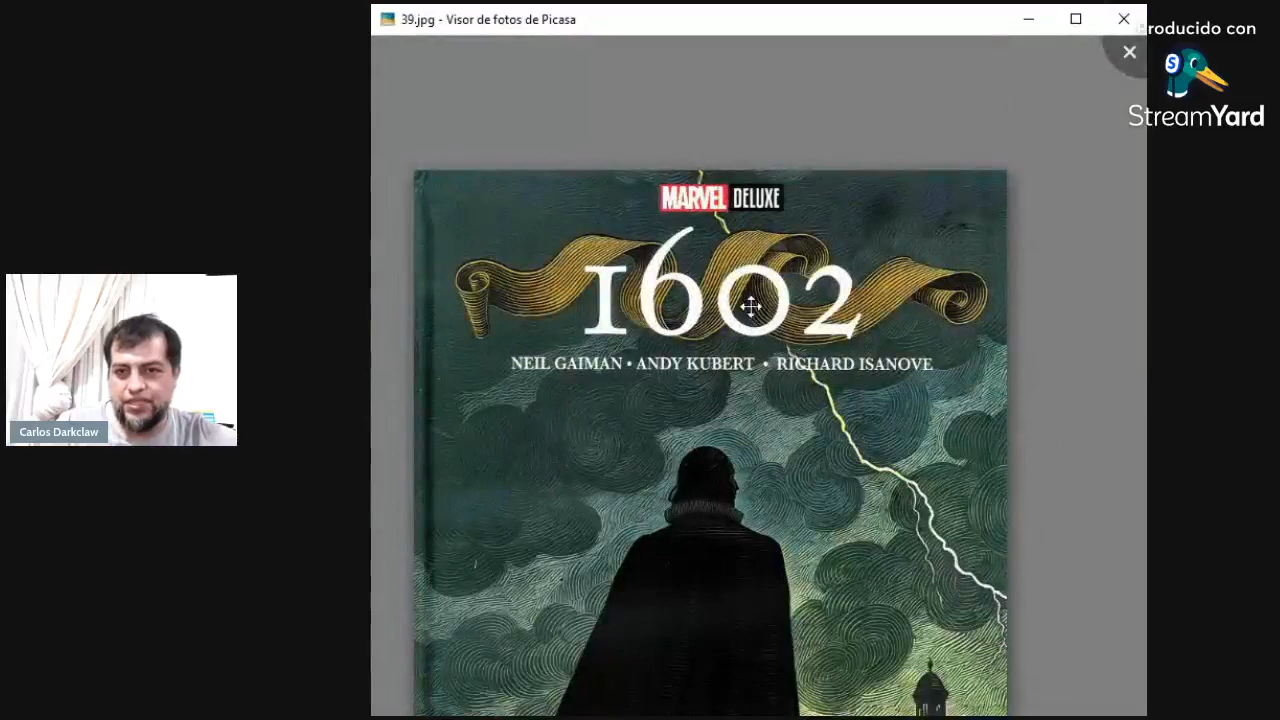 39.jpg - Visor de fotos de Picasa
roducido con
S
StreamYard
MARVEL DELUXE
1602
NEIL GAIMAN • ANDY KUBERT • RICHARD ISANOVE
Carlos Darkclaw